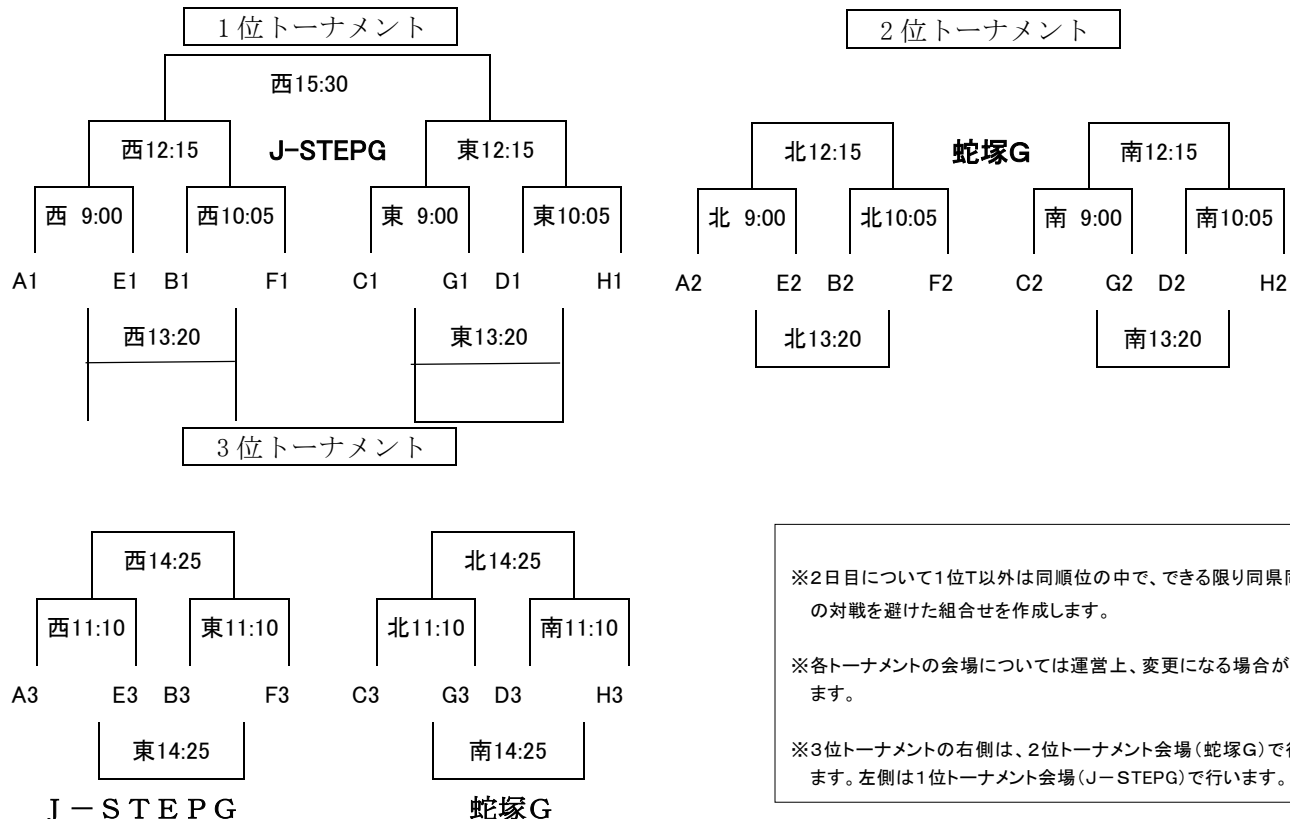 1位トーナメント
2位トーナメント
西15:30
西12:15
J-STEPG
東12:15
北12:15
蛇塚G
南12:15
西 9:00
西10:05
東 9:00
東10:05
北 9:00
北10:05
南 9:00
南10:05
A1 E1 B1 F1 C1 G1 D1 H1
A2 E2 B2 F2 C2 G2 D2 H2
西13:20
東13:20
北13:20
南13:20
3位トーナメント
西14:25
北14:25
西11:10
東11:10
北11:10
南11:10
A3 E3 B3 F3 C3 G3 D3 H3
東14:25
南14:25
J-STEPG
蛇塚G
※2日目について1位T以外は同順位の中で、できる限り同県
の対戦を避けた組合せを作成します。
※各トーナメントの会場については運営上、変更になる場合が
ます。
※3位トーナメントの右側は、2位トーナメント会場(蛇塚G)で
ます。左側は1位トーナメント会場(J-STEPG)で行います。